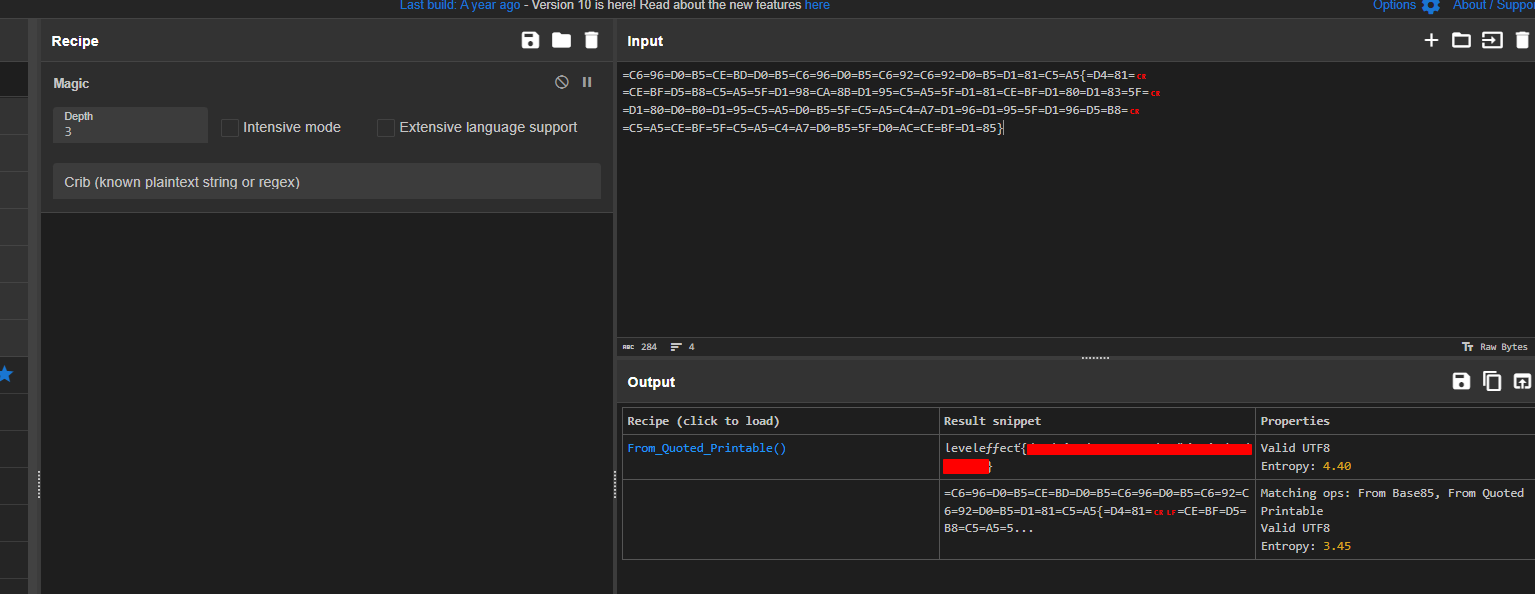 Last build: A year ago - Version 10 is here! Read about the new features here
Options About / Suppo
Recipe
Input
Magic
Depth
3
Intensive mode
Extensive language support
Crib (known plaintext string or regex)
=C6=96=D0=B5=CE=BD=D0=B5=C6=96=D0=B5=C6=92=C6=92=D0=B5=D1=81=C5=A5{=D4=81=CR
=CE=BF=D5=B8=C5=A5=5F=D1=98=CA=8B=D1=95=C5=A5=5F=D1=81=CE=BF=D1=80=D1=83=5F=CR
=D1=80=D0=B0=D1=95=C5=A5=D0=B5=5F=C5=A5=C4=A7=D1=96=D1=95=5F=D1=96=D5=B8=CR
=C5=A5=CE=BF=5F=C5=A5=C4=A7=D0=B5=5F=D0=AC=CE=BF=D1=85}
ABC 284 4
Tт Raw Bytes
Output
Recipe (click to load)
Result snippet
Properties
From_Quoted_Printable()
ƖеνеƖеƒƒесť{
}
Valid UTF8
Entropy: 4.40
=C6=96=D0=B5=CE=BD=D0=B5=C6=96=D0=B5=C6=92=C
6=92=D0=B5=D1=81=C5=A5{=D4=81=CRLF=CE=BF=D5=
B8=C5=A5=5...
Matching ops: From Base85, From Quoted
Printable
Valid UTF8
Entropy: 3.45